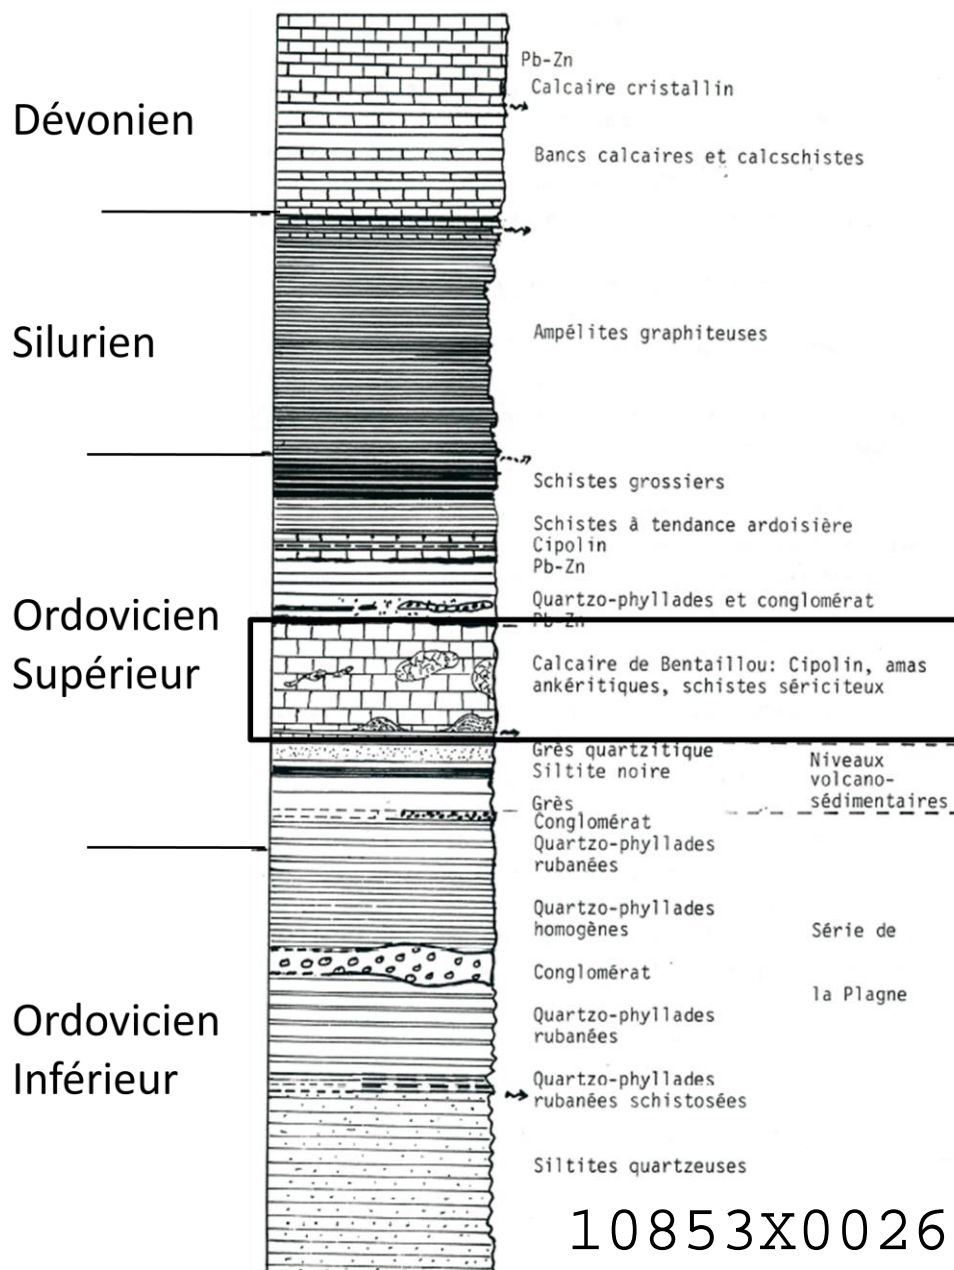 Pb-Zn
Calcaire cristallin
Dévonien
Bancs calcaires et calcschistes
Silurien
Ampélites graphiteuses
Schistes grossiers
Schistes à tendance ardoisière
Cipolin
Pb-Zn
Quartzo-phyllades et conglomérat
Pb-Zn
Ordovicien
Supérieur
Calcaire de Bentaillou: Cipolin, amas
ankéritiques, schistes sériciteux
Grès quartzitique
Siltite noire
Niveaux
volcano-
sédimentaires
Grès
Conglomérat
Quartzo-phyllades
rubanées
Quartzo-phyllades
homogènes
Série de
la Plagne
Conglomérat
Quartzo-phyllades
rubanées
Ordovicien
Inférieur
Quartzo-phyllades
rubanées schistosées
Siltites quartzeuses
10853X0026